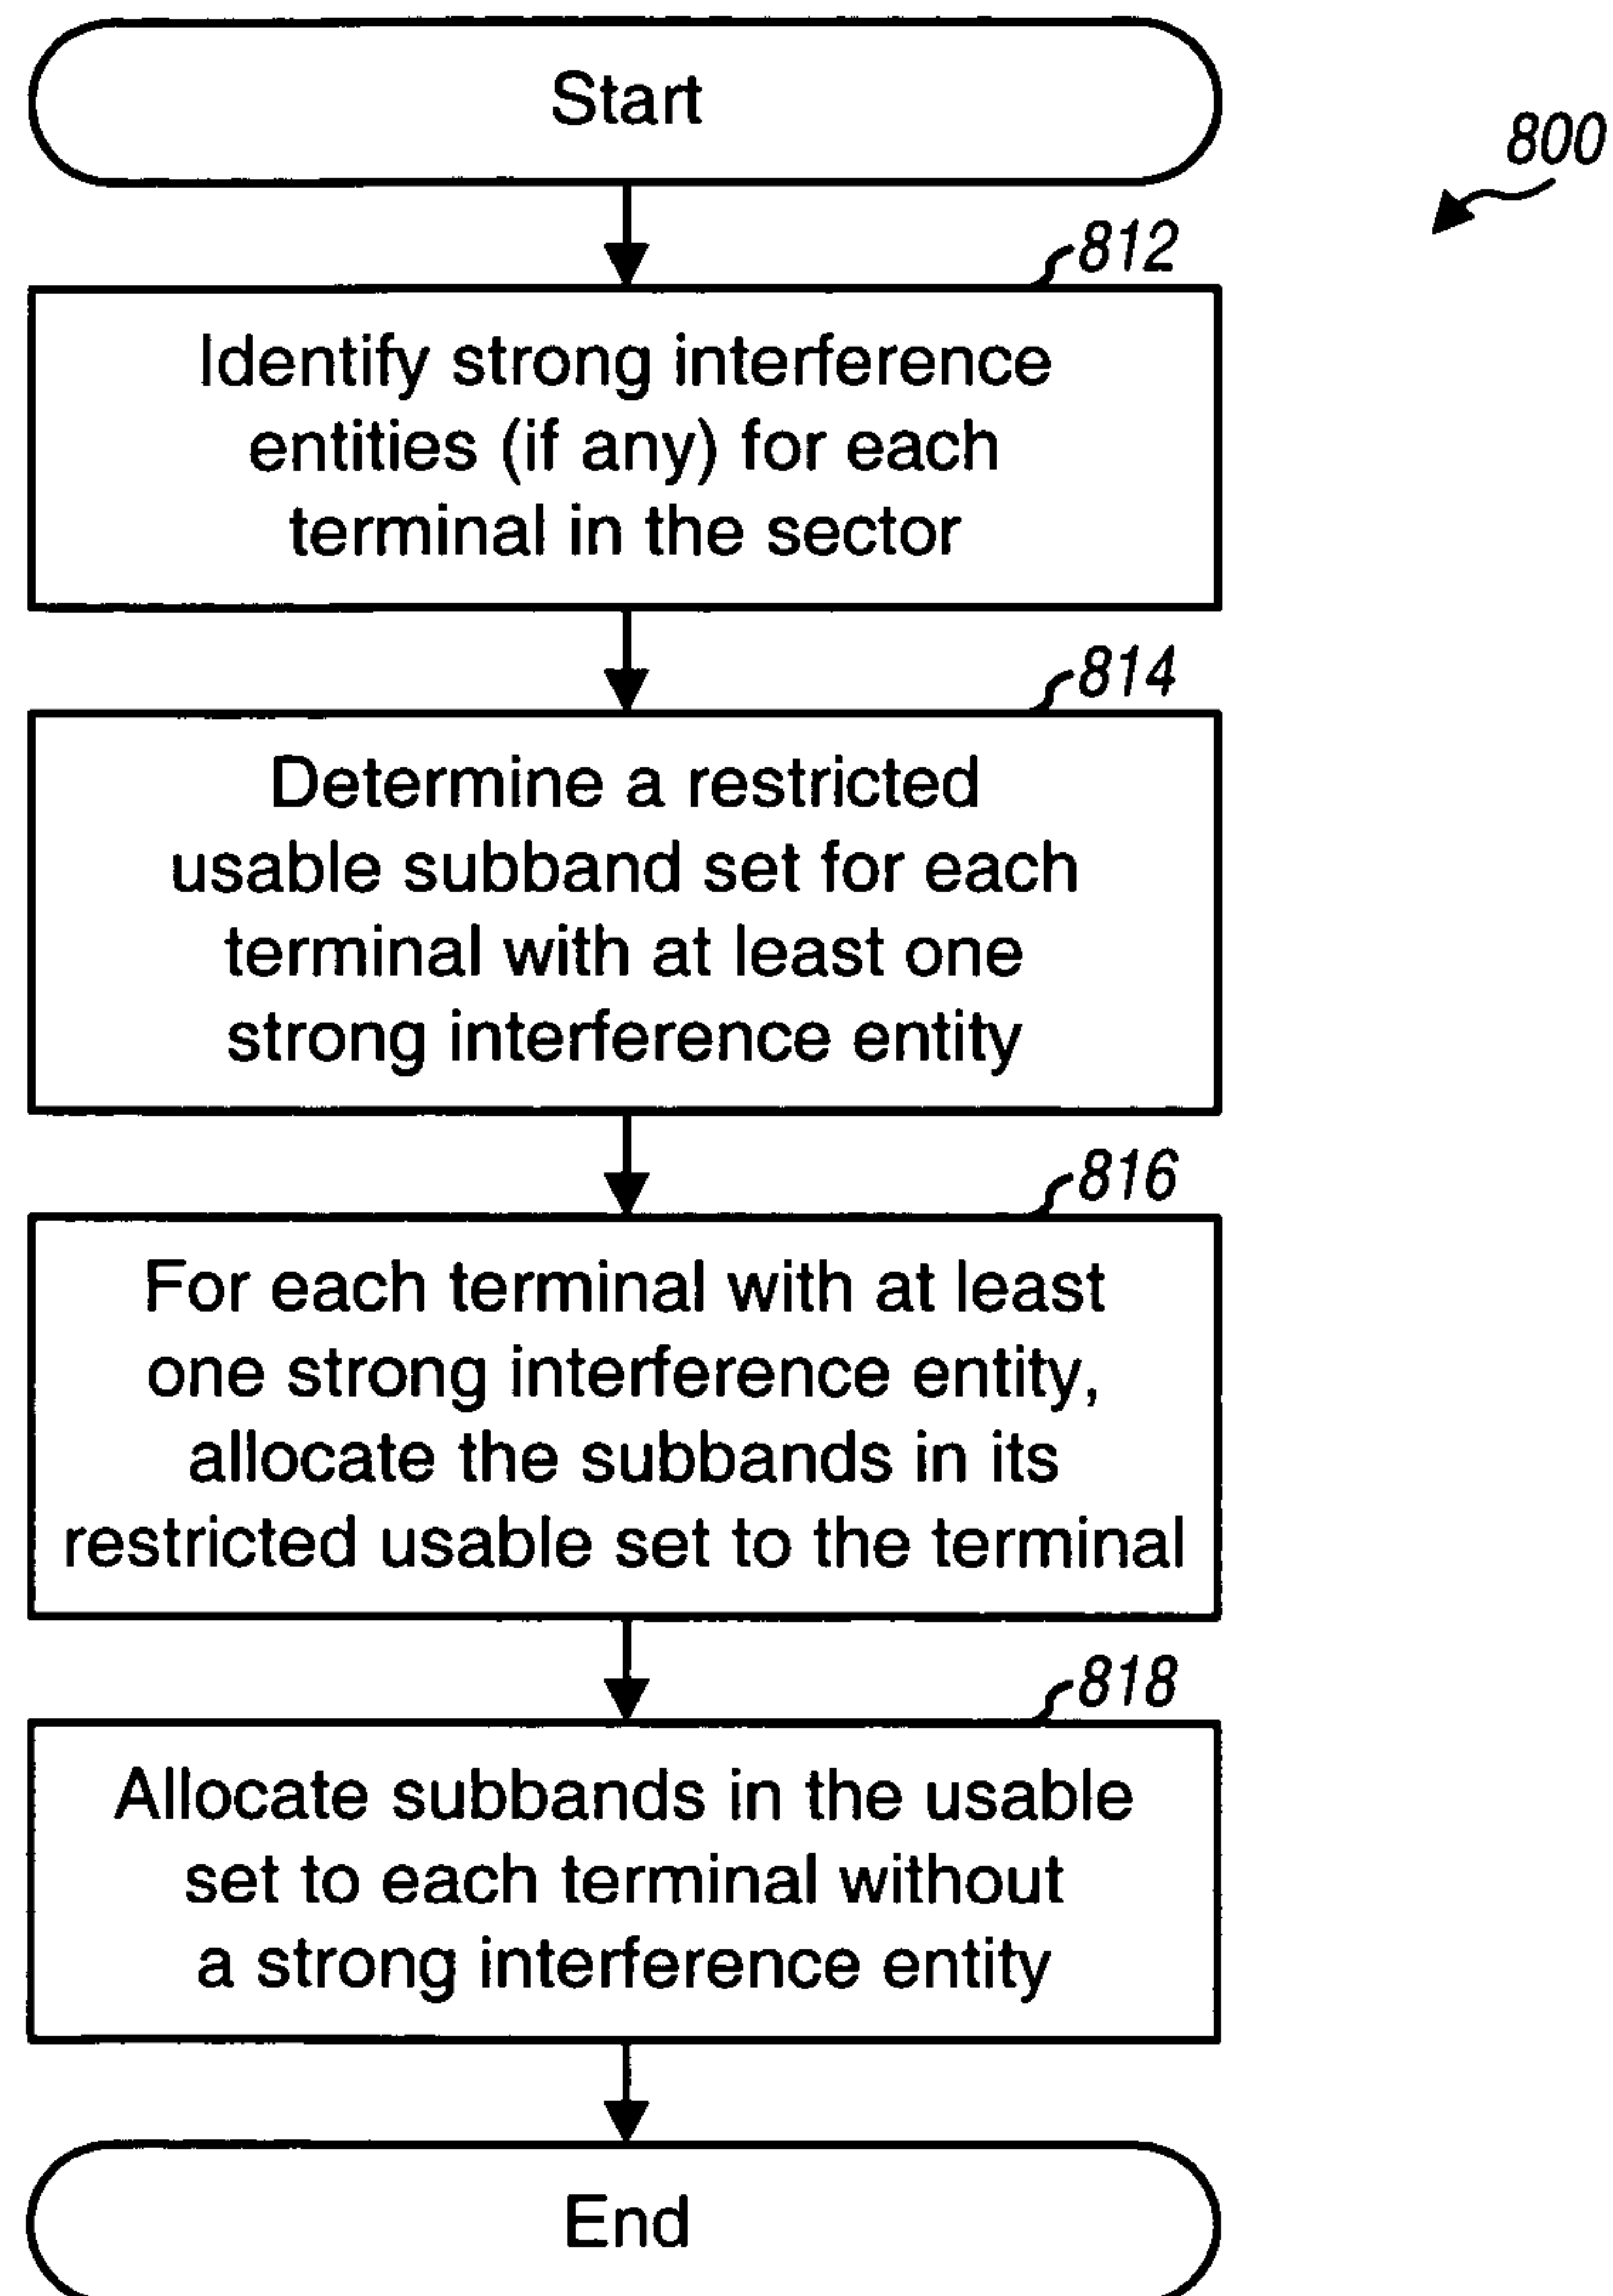 Start
800
812
Identify strong interference
entities (if any) for each
terminal in the sector
814
Determine a restricted
usable subband set for each
terminal with at least one
strong interference entity
816
For each terminal with at least
one strong interference entity,
allocate the subbands in its
restricted usable set to the terminal
818
Allocate subbands in the usable
set to each terminal without
a strong interference entity
End